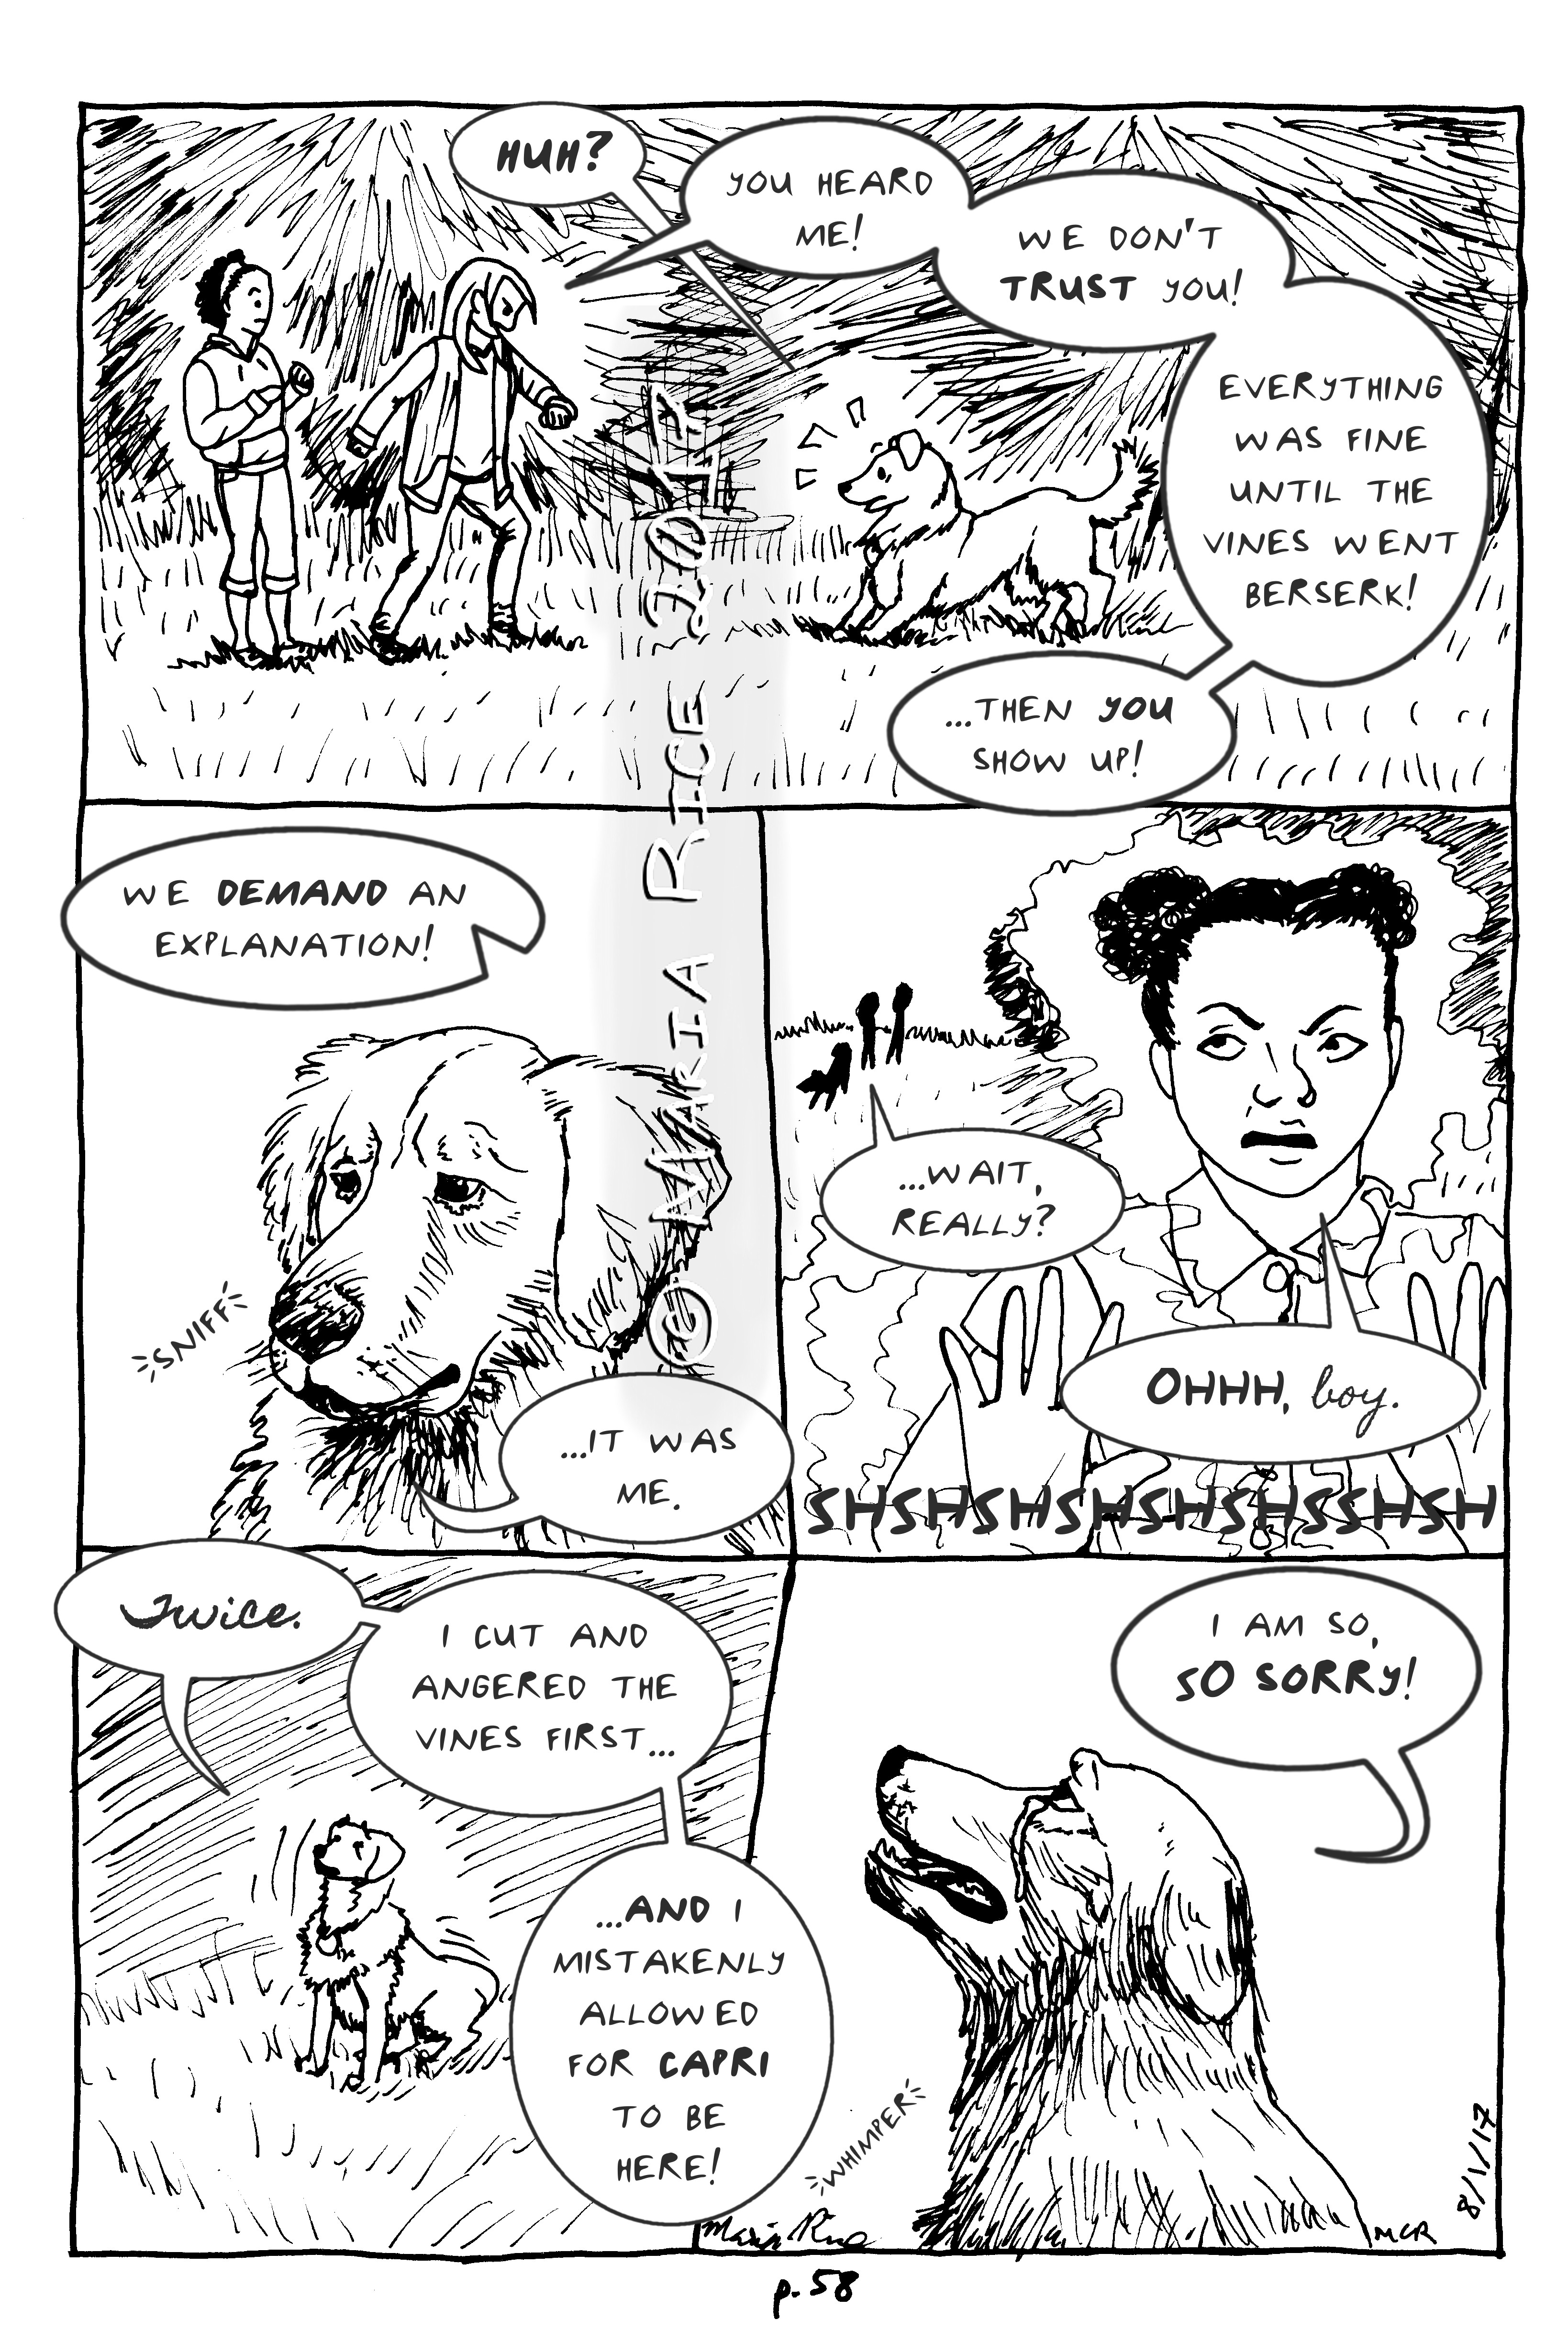 HUH?
YOU HEARD
ME!
WE DON'T
TRUST YOU!
EVERYTHING
WAS FINE
UNTIL THE
VINES WENT
BERSERK!
...THEN YOU
SHOW UP!
© MARIA RICE 2017
WE DEMAND AN
EXPLANATION!
SNIFF
...IT WAS
ME.
...WAIT,
REALLY?
OHHH, boy.
SHSHSHSHSHSHSHSSHSH
Twice.
I CUT AND
ANGERED THE
VINES FIRST...
...AND I
MISTAKENLY
ALLOWED
FOR CAPRI
TO BE
HERE!
I AM SO,
SO SORRY!
WHIMPER
Maria Rice
MCR
8/1/17
p. 58